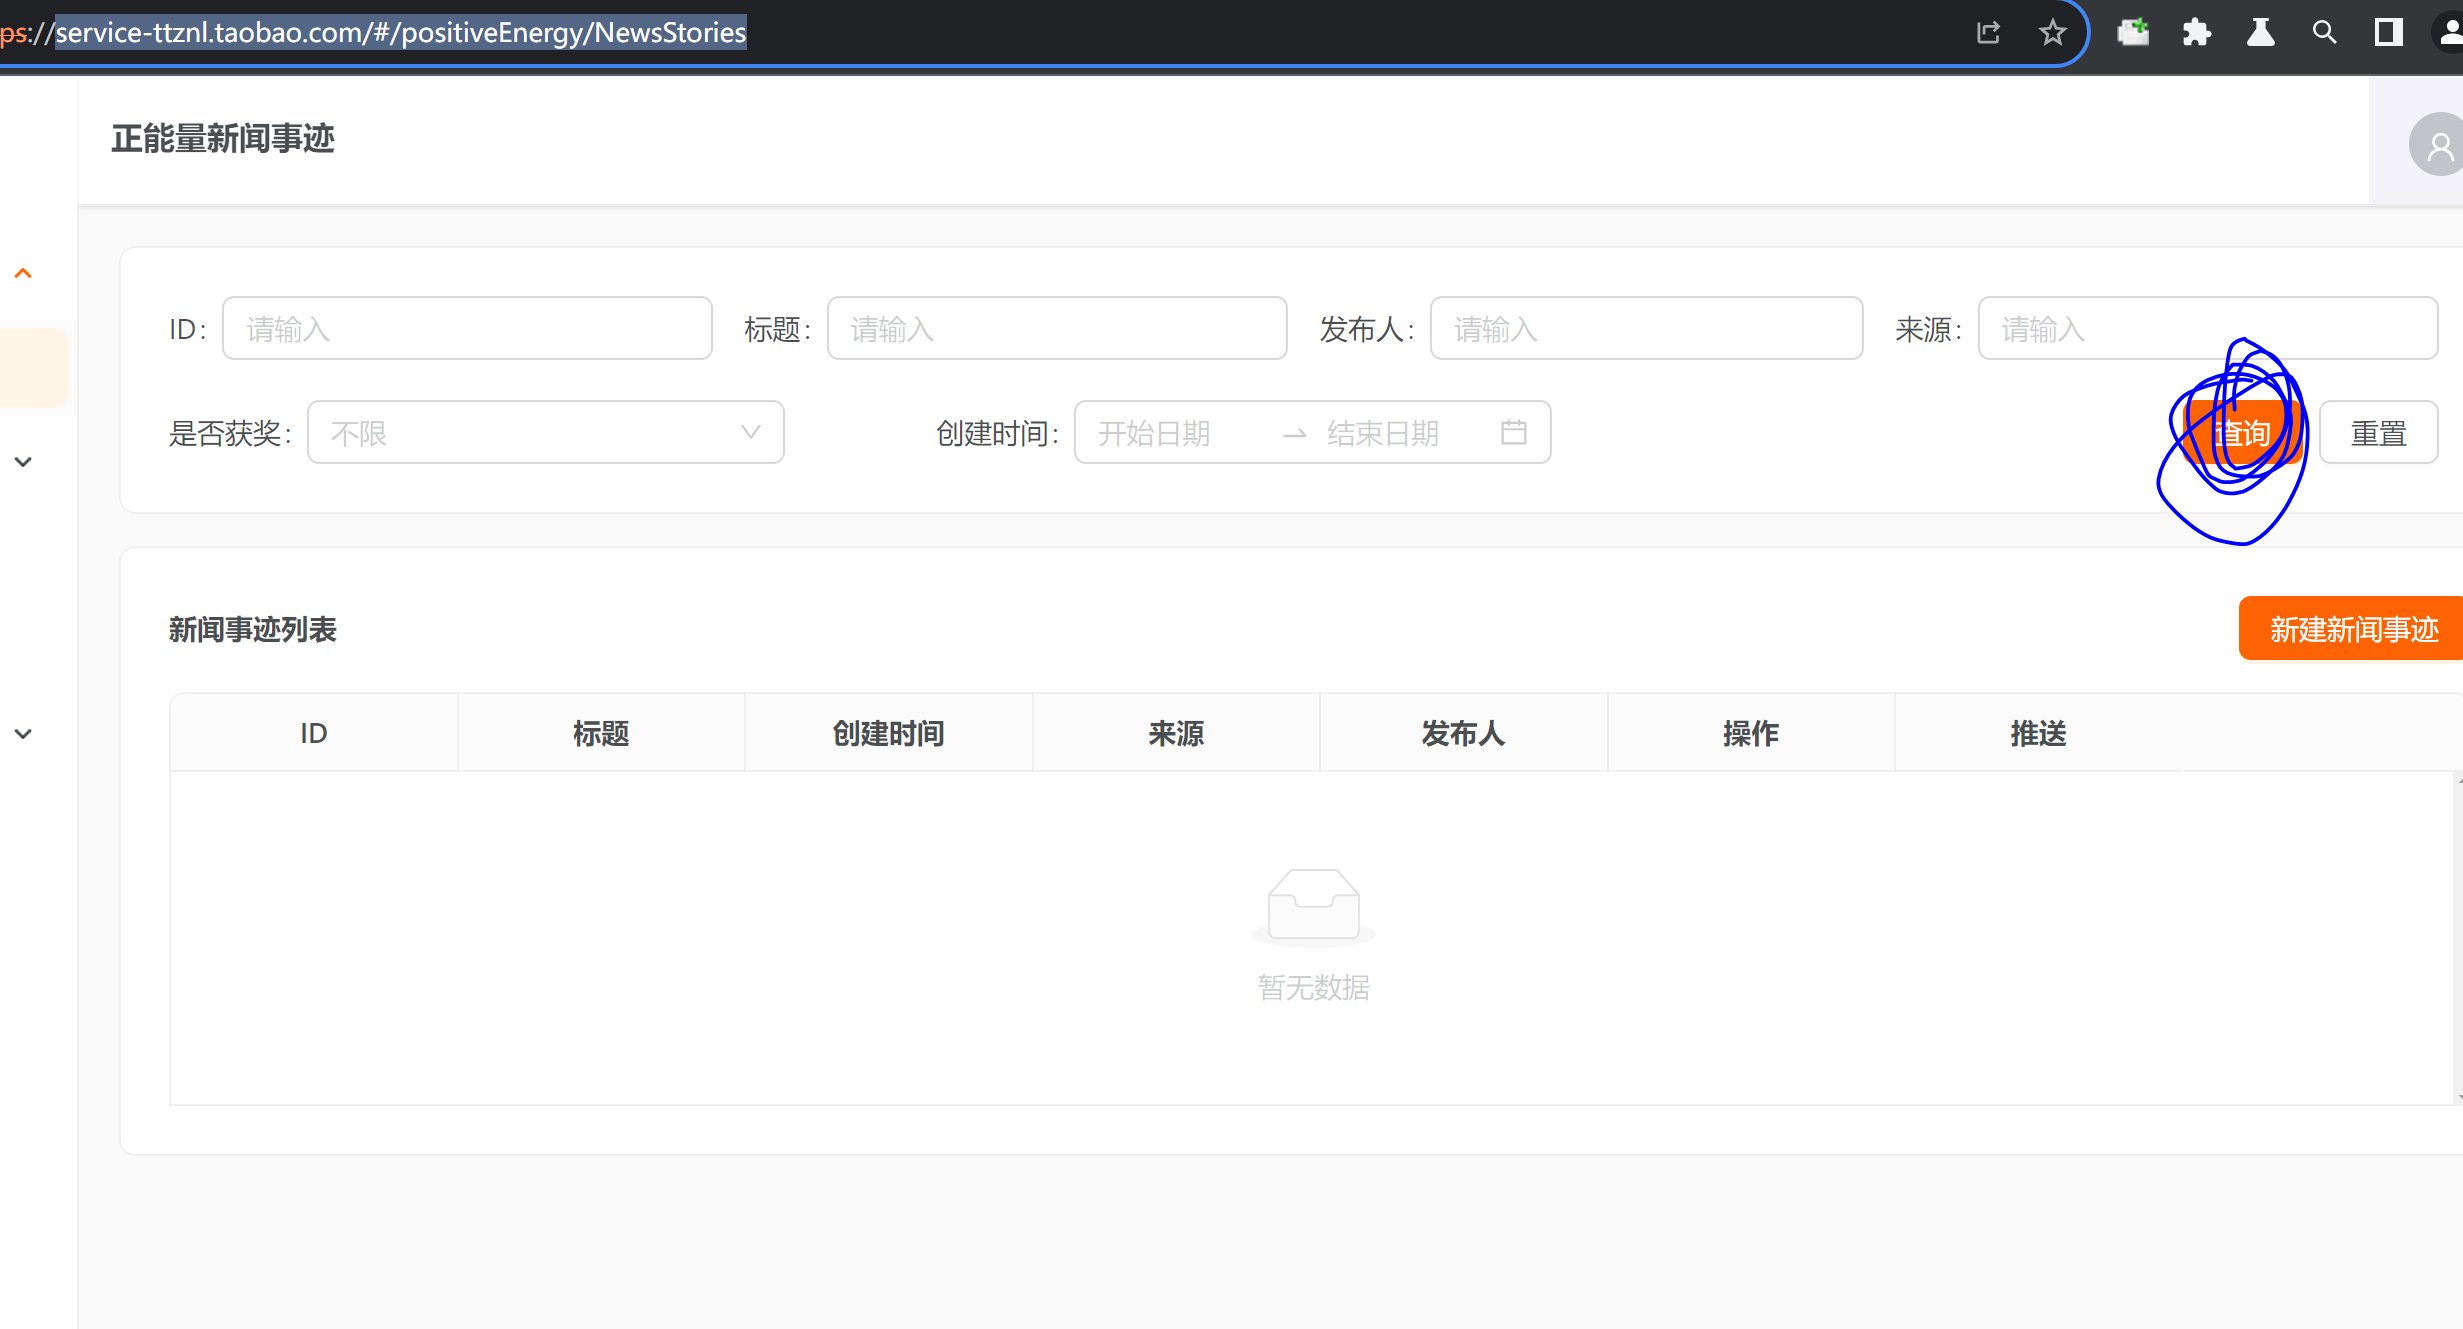 ps://service-ttznl.taobao.com/#/positiveEnergy/NewsStories
正能量新闻事迹
ID: 请输入 标题: 请输入 发布人: 请输入 来源: 请输入
是否获奖: 不限 创建时间: 开始日期 → 结束日期 查询 重置
新闻事迹列表 新建新闻事迹
ID 标题 创建时间 来源 发布人 操作 推送
暂无数据